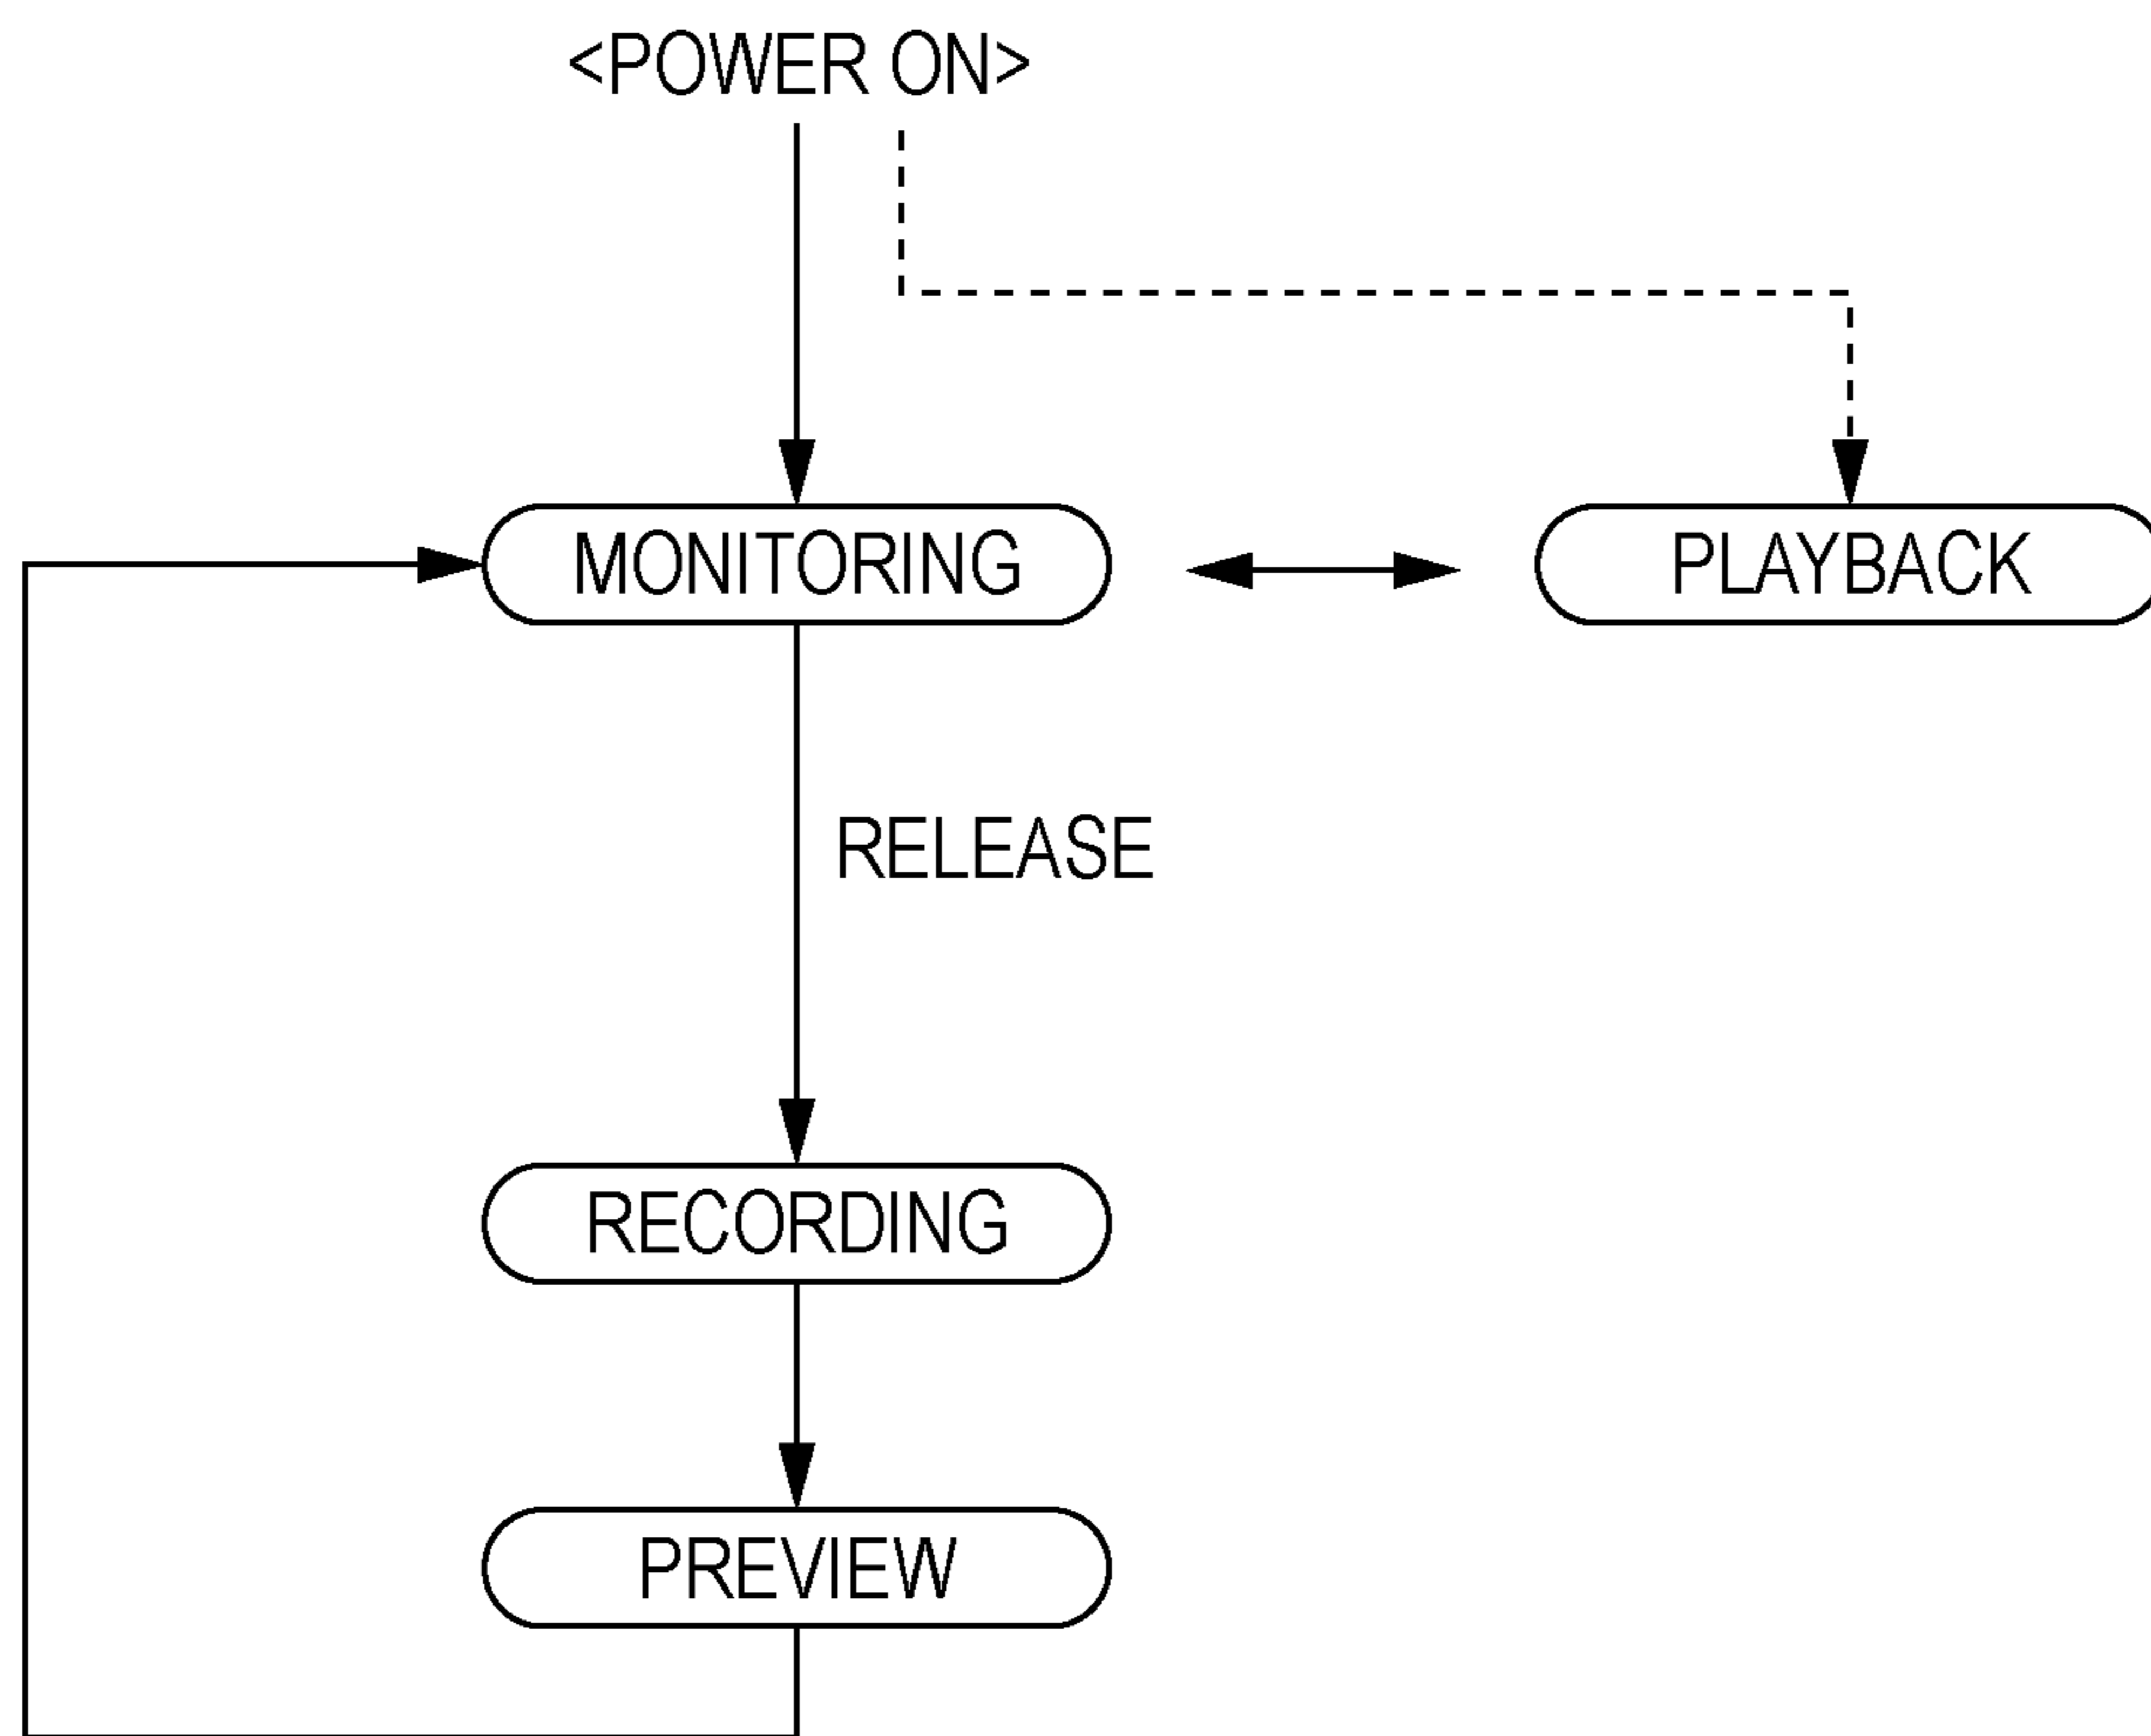 <POWER ON>
MONITORING
PLAYBACK
RELEASE
RECORDING
PREVIEW